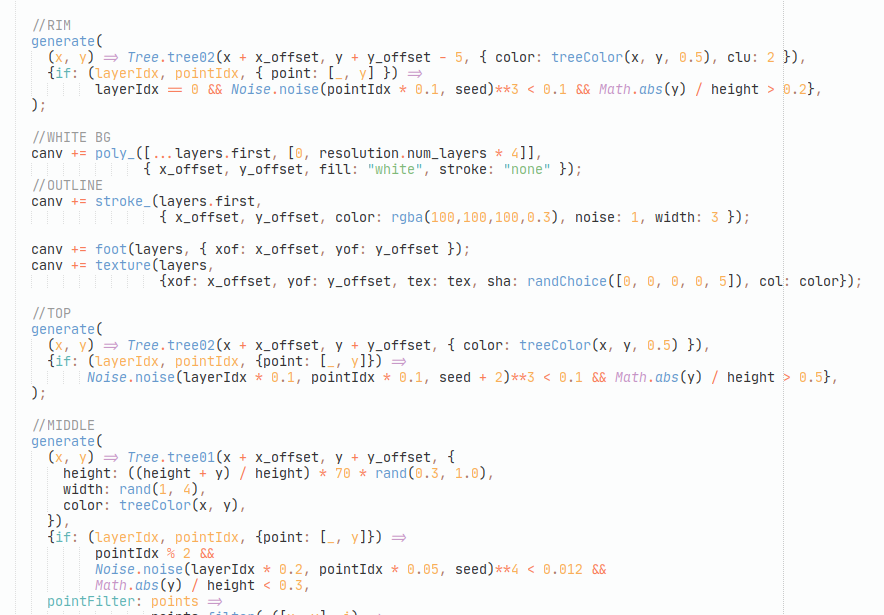 //RIM
generate(
  (x, y) => Tree.tree02(x + x_offset, y + y_offset - 5, { color: treeColor(x, y, 0.5), clu: 2 }),
  {if: (layerIdx, pointIdx, { point: [_, y] }) =>
        layerIdx == 0 && Noise.noise(pointIdx * 0.1, seed)**3 < 0.1 && Math.abs(y) / height > 0.2},
);

//WHITE BG
canv += poly_([...layers.first, [0, resolution.num_layers * 4]],
              { x_offset, y_offset, fill: "white", stroke: "none" });
//OUTLINE
canv += stroke_(layers.first,
                { x_offset, y_offset, color: rgba(100,100,100,0.3), noise: 1, width: 3 });

canv += foot(layers, { xof: x_offset, yof: y_offset });
canv += texture(layers,
                {xof: x_offset, yof: y_offset, tex: tex, sha: randChoice([0, 0, 0, 0, 5]), col: color});

//TOP
generate(
  (x, y) => Tree.tree02(x + x_offset, y + y_offset, { color: treeColor(x, y, 0.5) }),
  {if: (layerIdx, pointIdx, {point: [_, y]}) =>
       Noise.noise(layerIdx * 0.1, pointIdx * 0.1, seed + 2)**3 < 0.1 && Math.abs(y) / height > 0.5},
);

//MIDDLE
generate(
  (x, y) => Tree.tree01(x + x_offset, y + y_offset, {
    height: ((height + y) / height) * 70 * rand(0.3, 1.0),
    width: rand(1, 4),
    color: treeColor(x, y),
  }),
  {if: (layerIdx, pointIdx, {point: [_, y]}) =>
        pointIdx % 2 &&
        Noise.noise(layerIdx * 0.2, pointIdx * 0.05, seed)**4 < 0.012 &&
        Math.abs(y) / height < 0.3,
  pointFilter: points =>